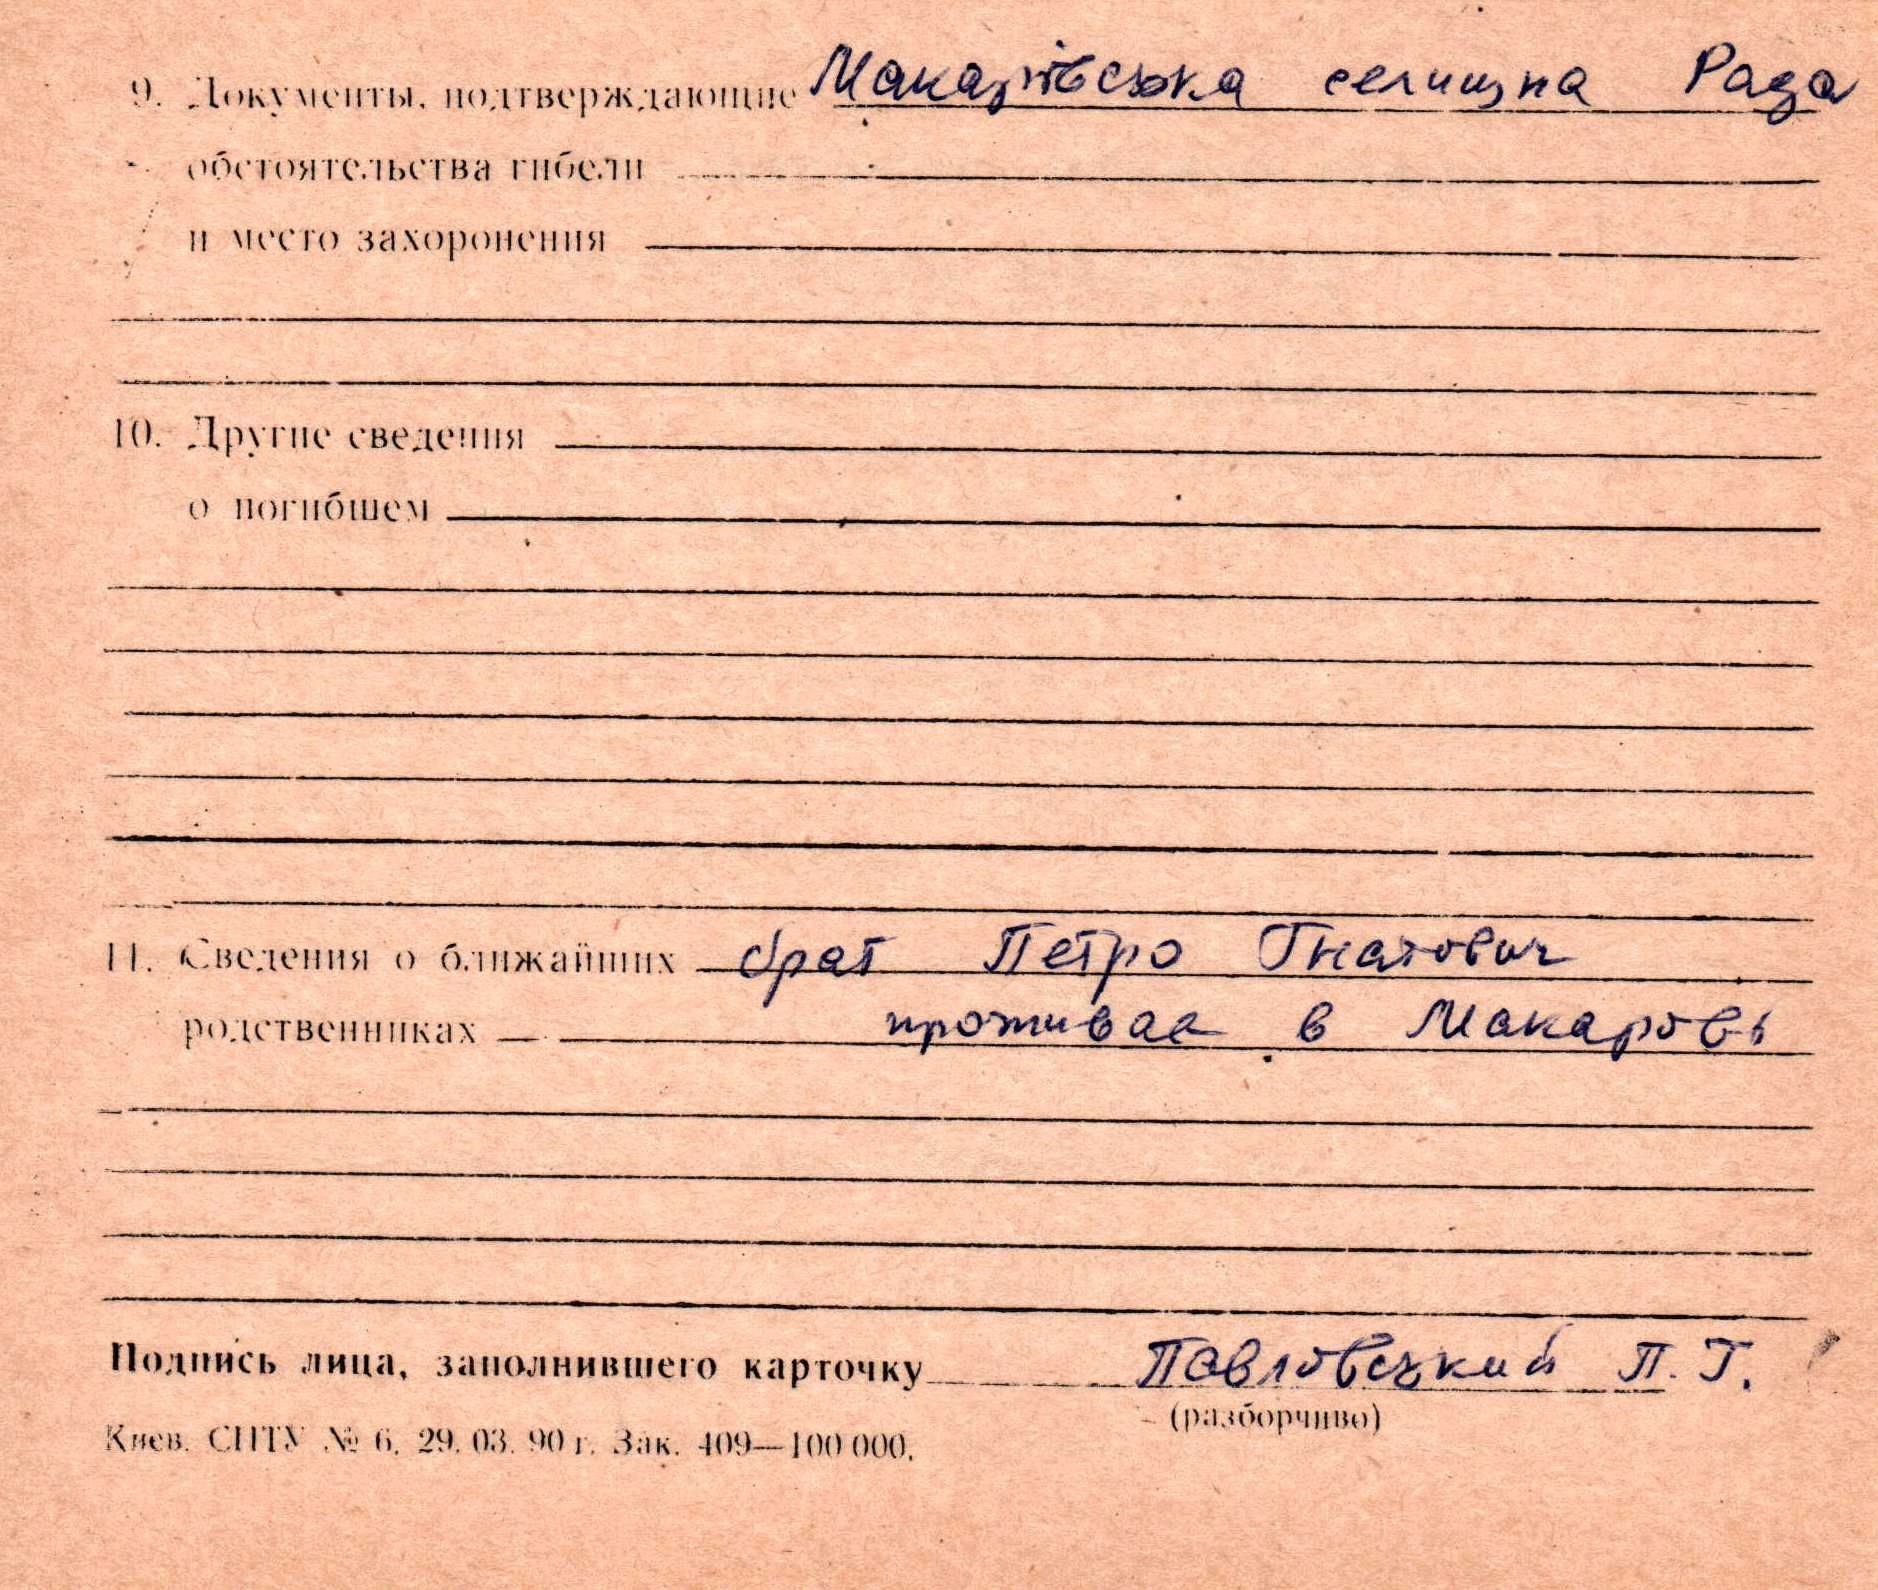 9. Документы, подтверждающие Макарівська селищна Рада
обстоятельства гибели
и место захоронения
10. Другие сведения
о погибшем
11. Сведения о ближайших брат Петро Гнатович
родственниках проживає в Макарові
Подпись лица, заполнившего карточку Павловський П. Г.
(разборчиво)
Киев. СПТУ № 6. 29. 03. 90 г. Зак. 409—100 000.